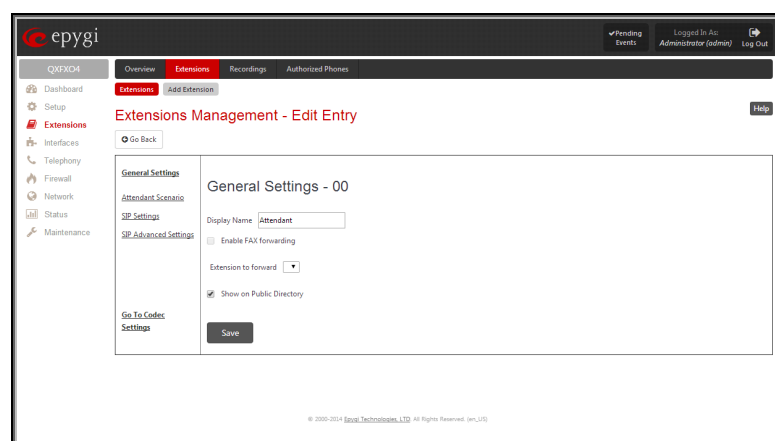 epygi
✔Pending Events
Logged In As:
Administrator (admin)
Log Out
QXFXO4
Overview
Extensions
Recordings
Authorized Phones
Dashboard
Setup
Extensions
Interfaces
Telephony
Firewall
Network
Status
Maintenance
Extensions
Add Extension
Extensions Management - Edit Entry
Help
Go Back
General Settings
Attendant Scenario
SIP Settings
SIP Advanced Settings
Go To Codec
Settings
General Settings - 00
Display Name Attendant
Enable FAX forwarding
Extension to forward
Show on Public Directory
Save
© 2000-2014 Epygi Technologies, LTD. All Rights Reserved. (en_US)